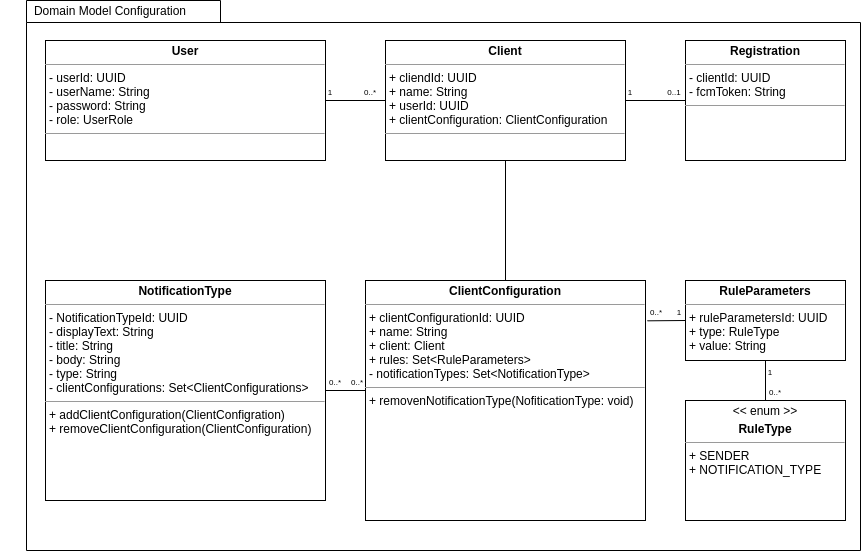 Domain Model Configuration
User
- userId: UUID
- userName: String
- password: String
- role: UserRole
1
0..*
Client
+ cliendId: UUID
+ name: String
+ userId: UUID
+ clientConfiguration: ClientConfiguration
1
0..1
Registration
- clientId: UUID
- fcmToken: String
NotificationType
- NotificationTypeId: UUID
- displayText: String
- title: String
- body: String
- type: String
- clientConfigurations: Set<ClientConfigurations>
+ addClientConfiguration(ClientConfigration)
+ removeClientConfiguration(ClientConfiguration)
0..*
0..*
ClientConfiguration
+ clientConfigurationId: UUID
+ name: String
+ client: Client
+ rules: Set<RuleParameters>
- notificationTypes: Set<NotificationType>
+ removenNotificationType(NofiticationType: void)
0..*
1
RuleParameters
+ ruleParametersId: UUID
+ type: RuleType
+ value: String
1
0..*
<< enum >>
RuleType
+ SENDER
+ NOTIFICATION_TYPE